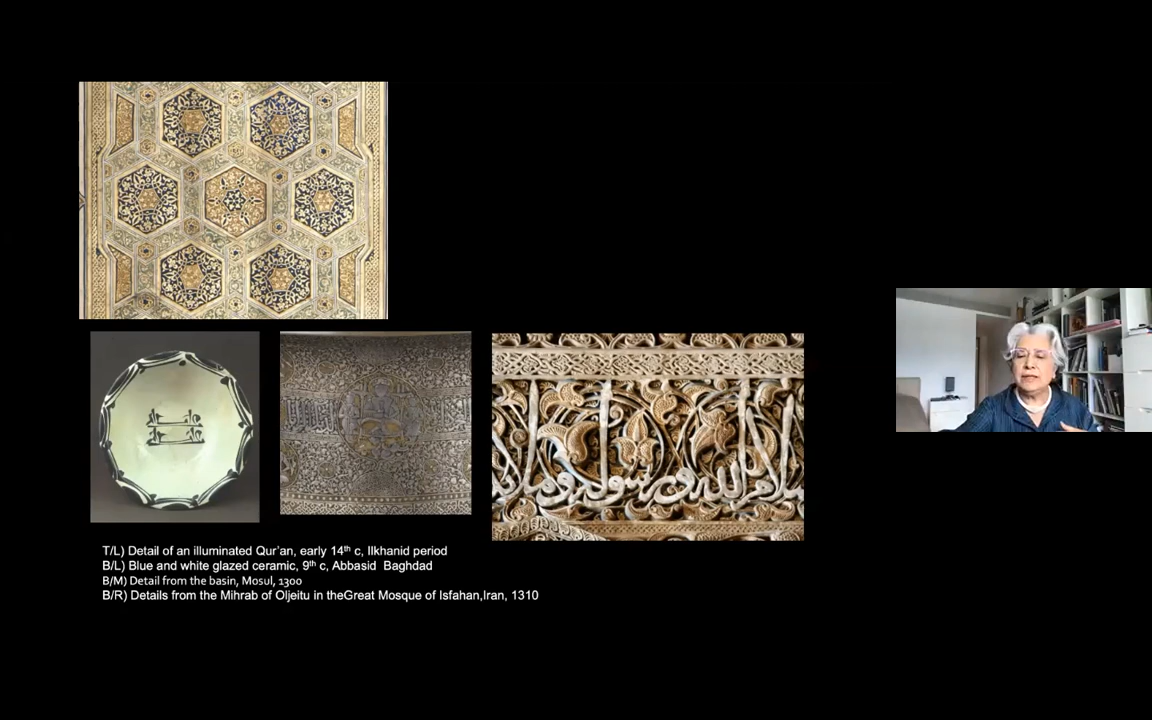 T/L) Detail of an illuminated Qur'an, early 14th c, Ilkhanid period
B/L) Blue and white glazed ceramic, 9th c, Abbasid Baghdad
B/M) Detail from the basin, Mosul, 1300
B/R) Details from the Mihrab of Oljeitu in theGreat Mosque of Isfahan,Iran, 1310